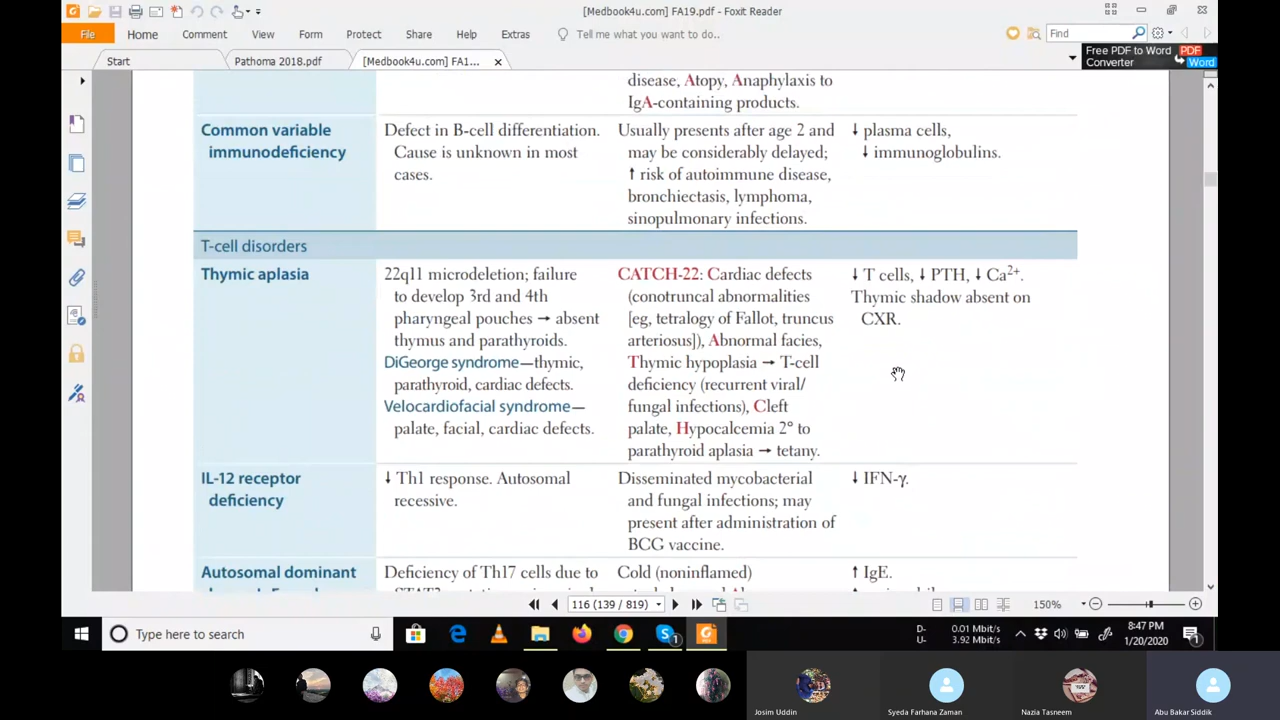 [Medbook4u.com] FA19.pdf - Foxit Reader
File Home Comment View Form Protect Share Help Extras Tell me what you want to do.. Find
Start Pathoma 2018.pdf [Medbook4u.com] FA1... Free PDF to Word Converter PDF Word
disease, Atopy, Anaphylaxis to
IgA-containing products.
Common variable
immunodeficiency
Defect in B-cell differentiation.
Cause is unknown in most
cases.
Usually presents after age 2 and
may be considerably delayed;
↑ risk of autoimmune disease,
bronchiectasis, lymphoma,
sinopulmonary infections.
↓ plasma cells,
↓ immunoglobulins.
T-cell disorders
Thymic aplasia
22q11 microdeletion; failure
to develop 3rd and 4th
pharyngeal pouches → absent
thymus and parathyroids.
DiGeorge syndrome—thymic,
parathyroid, cardiac defects.
Velocardiofacial syndrome—
palate, facial, cardiac defects.
CATCH-22: Cardiac defects
(conotruncal abnormalities
[eg, tetralogy of Fallot, truncus
arteriosus]), Abnormal facies,
Thymic hypoplasia → T-cell
deficiency (recurrent viral/
fungal infections), Cleft
palate, Hypocalcemia 2° to
parathyroid aplasia → tetany.
↓ T cells, ↓ PTH, ↓ Ca²⁺.
Thymic shadow absent on
CXR.
IL-12 receptor
deficiency
↓ Th1 response. Autosomal
recessive.
Disseminated mycobacterial
and fungal infections; may
present after administration of
BCG vaccine.
↓ IFN-γ.
Autosomal dominant
Deficiency of Th17 cells due to
Cold (noninflamed)
↑ IgE.
116 (139 / 819) 150%
Type here to search
D: 0.01 Mbit/s
U: 3.92 Mbit/s
8:47 PM
1/20/2020
Josim Uddin Syeda Farhana Zaman Nazia Tasneem Abu Bakar Siddik